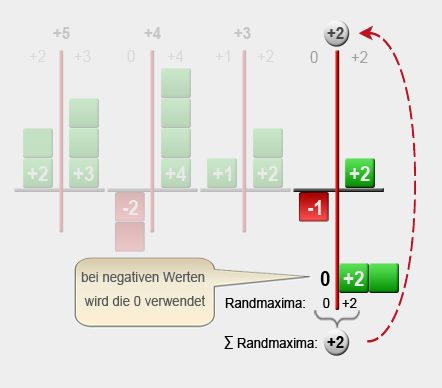 +5 +4 +3 +2
+2 +3 0 +4 +1 +2 0 +2
+2 +3 +4 +1 +2 +2
-2 -1
bei negativen Werten
wird die 0 verwendet
0 +2
Randmaxima: 0 +2
∑ Randmaxima: +2